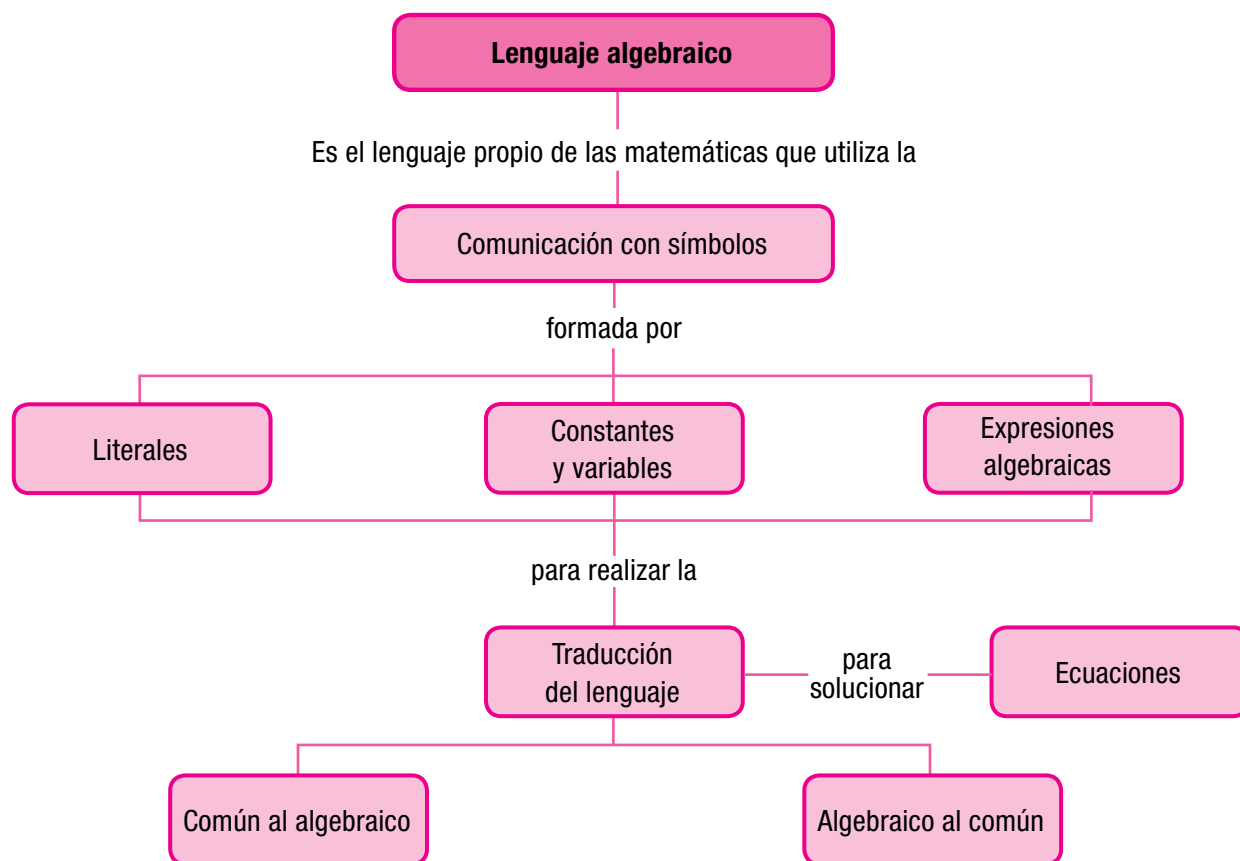 Lenguaje algebraico
Es el lenguaje propio de las matemáticas que utiliza la
Comunicación con símbolos
formada por
Literales
Constantes
y variables
Expresiones
algebraicas
para realizar la
Traducción
del lenguaje
para
solucionar
Ecuaciones
Común al algebraico
Algebraico al común